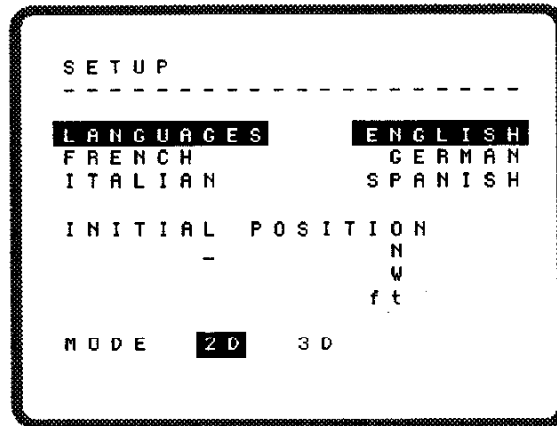 SETUP
--------------------
LANGUAGES ENGLISH
FRENCH GERMAN
ITALIAN SPANISH
INITIAL POSITION
_ N
W
ft
MODE 2D 3D